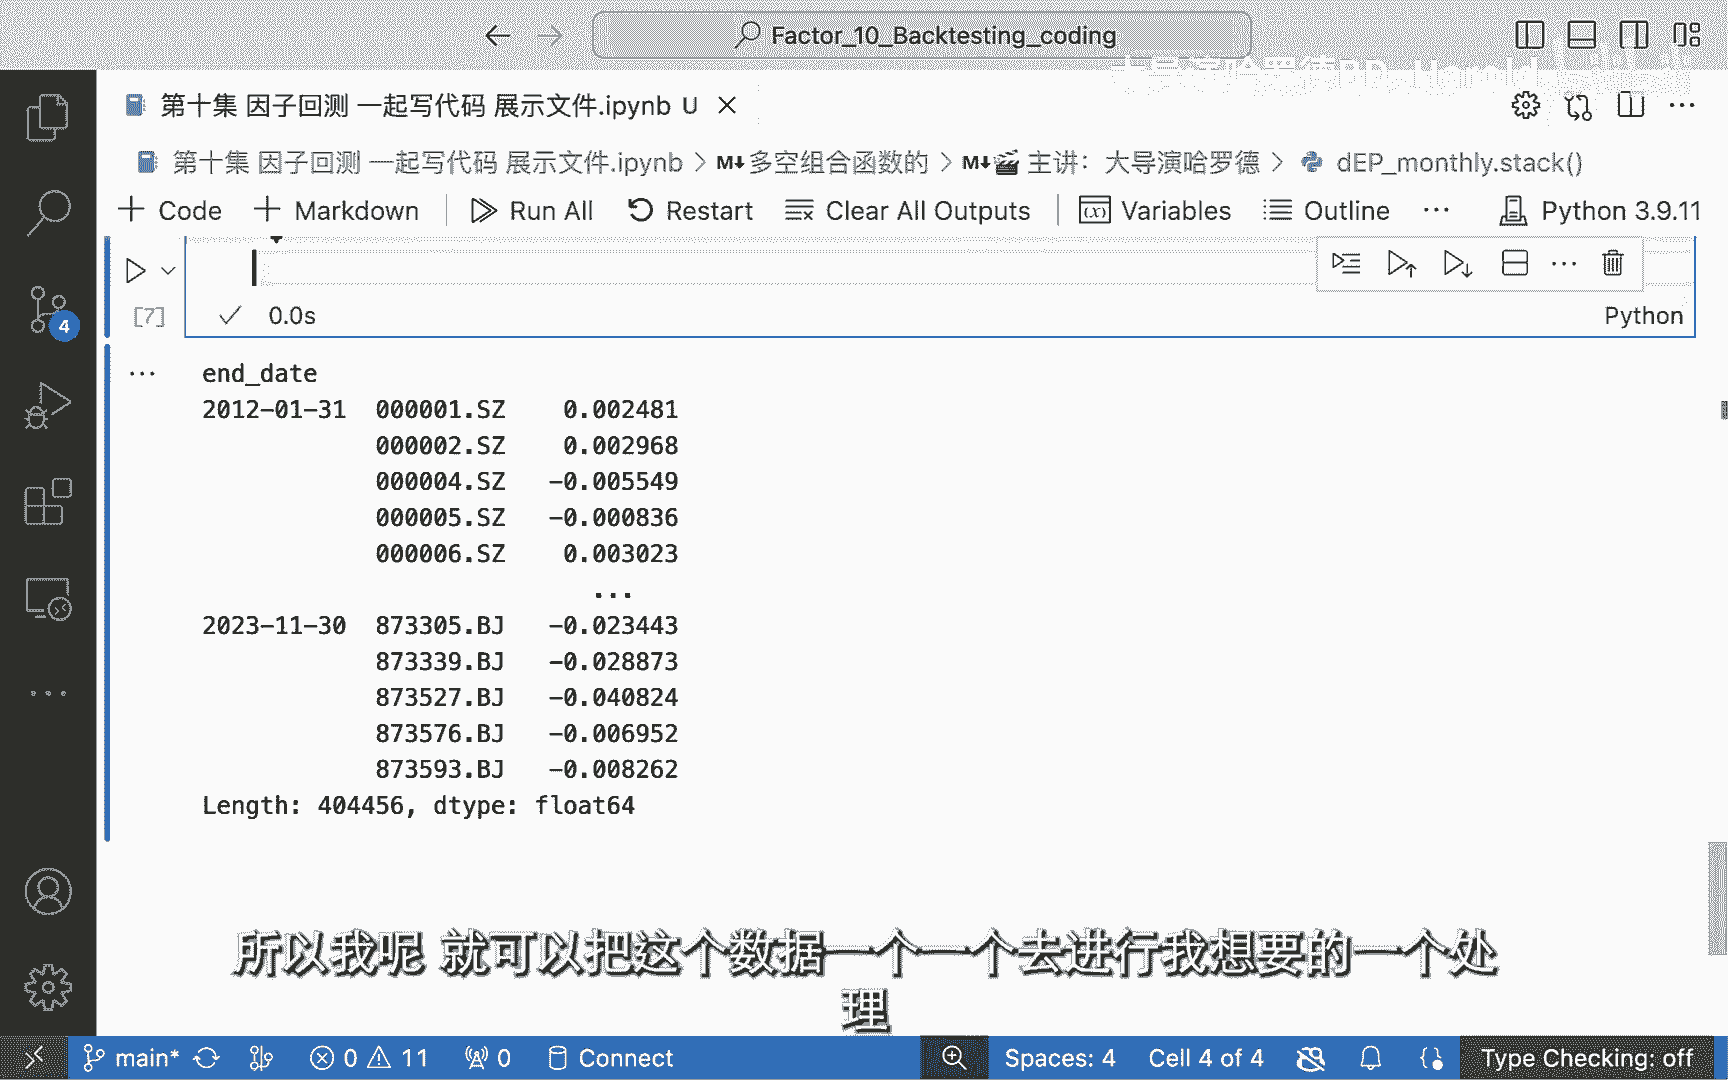 Factor_10_Backtesting_coding
第十集 因子回测 一起写代码 展示文件.ipynb U
第十集 因子回测 一起写代码 展示文件.ipynb > M↓多空组合函数的 > M↓🎬 主讲：大导演哈罗德 > dEP_monthly.stack()
+ Code + Markdown Run All Restart Clear All Outputs Variables Outline ... Python 3.9.11
[7] 0.0s Python
end_date
2012-01-31 000001.SZ 0.002481
000002.SZ 0.002968
000004.SZ -0.005549
000005.SZ -0.000836
000006.SZ 0.003023
...
2023-11-30 873305.BJ -0.023443
873339.BJ -0.028873
873527.BJ -0.040824
873576.BJ -0.006952
873593.BJ -0.008262
Length: 404456, dtype: float64
4
所以我呢 就可以把这个数据一个一个去进行我想要的一个处
理
main* 0 11 0 Connect Spaces: 4 Cell 4 of 4 Type Checking: off